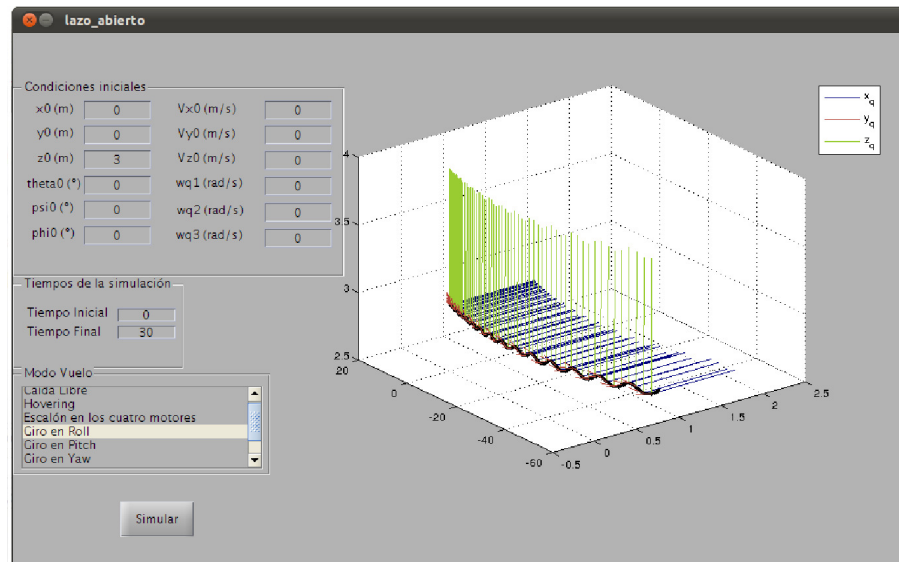 lazo_abierto
Condiciones iniciales
x0 (m) 0 Vx0 (m/s) 0
y0 (m) 0 Vy0 (m/s) 0
z0 (m) 3 Vz0 (m/s) 0
theta0 (°) 0 wq1 (rad/s) 0
psi0 (°) 0 wq2 (rad/s) 0
phi0 (°) 0 wq3 (rad/s) 0
Tiempos de la simulación
Tiempo Inicial 0
Tiempo Final 30
Modo Vuelo
Caida Libre
Hovering
Escalón en los cuatro motores
Giro en Roll
Giro en Pitch
Giro en Yaw
Simular
4
3.5
3
2.5
20
0
-20
-40
-60
-0.5
0
0.5
1
1.5
2
2.5
x_q
y_q
z_q